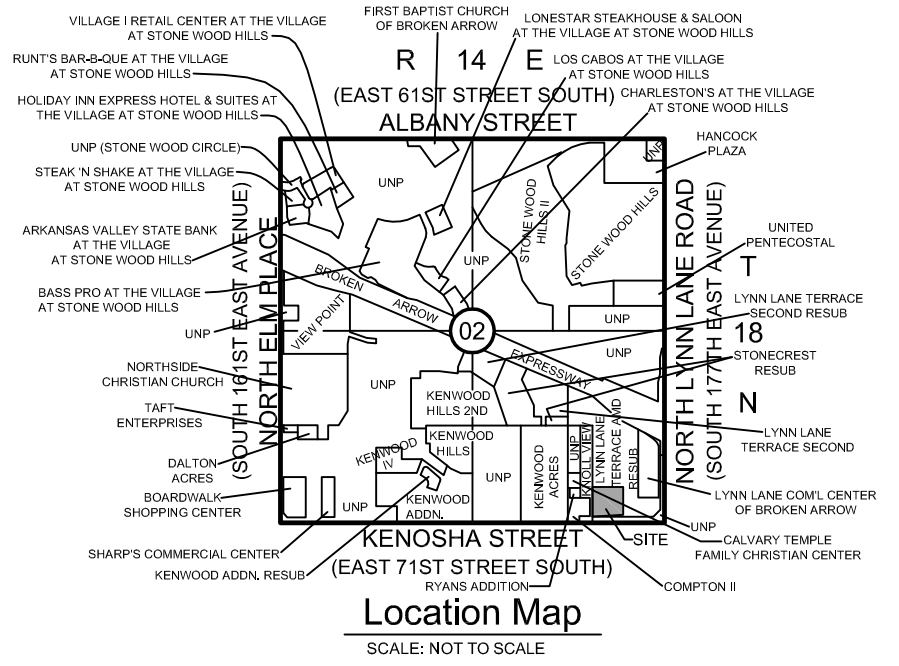 VILLAGE I RETAIL CENTER AT THE VILLAGE
AT STONE WOOD HILLS
FIRST BAPTIST CHURCH
OF BROKEN ARROW
LONESTAR STEAKHOUSE & SALOON
AT THE VILLAGE AT STONE WOOD HILLS
RUNT'S BAR-B-QUE AT THE VILLAGE
AT STONE WOOD HILLS
R 14 E
LOS CABOS AT THE VILLAGE
AT STONE WOOD HILLS
HOLIDAY INN EXPRESS HOTEL & SUITES AT
THE VILLAGE AT STONE WOOD HILLS
(EAST 61ST STREET SOUTH)
ALBANY STREET
CHARLESTON'S AT THE VILLAGE
AT STONE WOOD HILLS
UNP (STONE WOOD CIRCLE)
HANCOCK
PLAZA
UNP
STEAK 'N SHAKE AT THE VILLAGE
AT STONE WOOD HILLS
UNP
STONE WOOD
HILLS II
STONE WOOD HILLS
ARKANSAS VALLEY STATE BANK
AT THE VILLAGE
AT STONE WOOD HILLS
(SOUTH 161ST EAST AVENUE)
NORTH ELM PLACE
NORTH LYNN LANE ROAD
(SOUTH 177TH EAST AVENUE)
UNITED
PENTECOSTAL
T
18
N
UNP
BASS PRO AT THE VILLAGE
AT STONE WOOD HILLS
BROKEN
ARROW
EXPRESSWAY
LYNN LANE TERRACE
SECOND RESUB
UNP
VIEW POINT
02
UNP
UNP
STONECREST
RESUB
NORTHSIDE
CHRISTIAN CHURCH
UNP
KENWOOD
HILLS 2ND
TAFT
ENTERPRISES
LYNN LANE
TERRACE SECOND
KENWOOD
HILLS
KENWOOD
IV
DALTON
ACRES
UNP
KENWOOD
ACRES
UNP
KNOLL VIEW
LYNN LANE
TERRACE AMD
RESUB
BOARDWALK
SHOPPING CENTER
UNP
KENWOOD
ADDN.
LYNN LANE COM'L CENTER
OF BROKEN ARROW
UNP
SITE
CALVARY TEMPLE
FAMILY CHRISTIAN CENTER
KENOSHA STREET
(EAST 71ST STREET SOUTH)
SHARP'S COMMERCIAL CENTER
KENWOOD ADDN. RESUB
RYANS ADDITION
COMPTON II
Location Map
SCALE: NOT TO SCALE